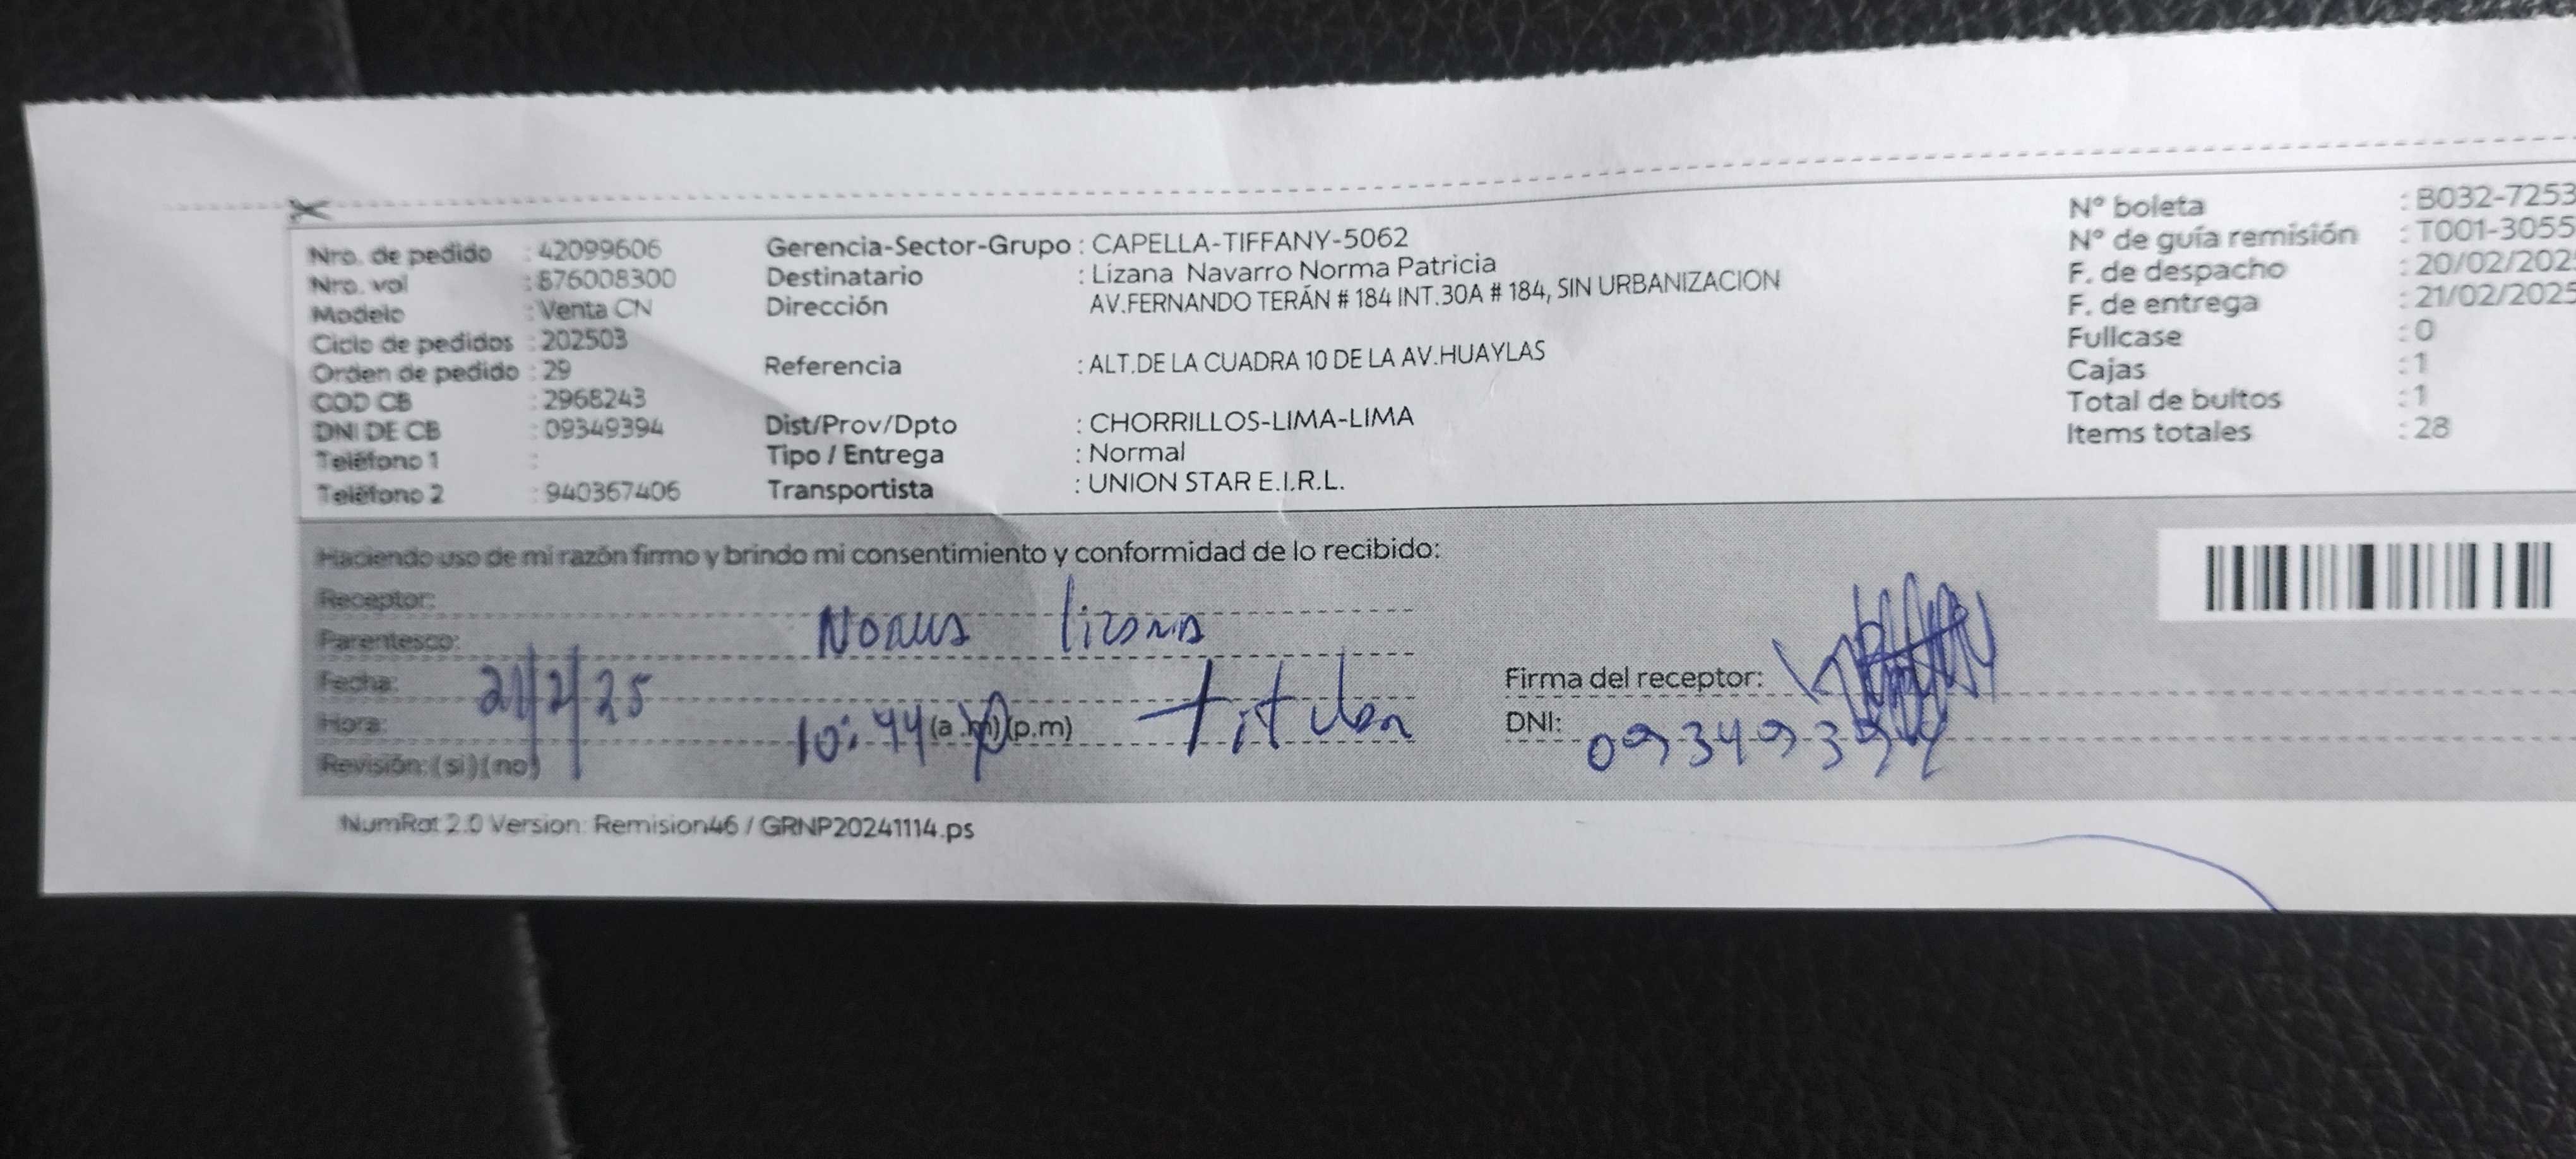 Nro. de pedido : 42099606
Nro. vol : 876008300
Modelo : Venta CN
Ciclo de pedidos : 202503
Orden de pedido : 29
COD CB : 2968243
DNI DE CB : 09349394
Teléfono 1 :
Teléfono 2 : 940367406
Gerencia-Sector-Grupo : CAPELLA-TIFFANY-5062
Destinatario : Lizana Navarro Norma Patricia
Dirección AV.FERNANDO TERÁN # 184 INT.30A # 184, SIN URBANIZACION
Referencia : ALT.DE LA CUADRA 10 DE LA AV.HUAYLAS
Dist/Prov/Dpto : CHORRILLOS-LIMA-LIMA
Tipo / Entrega : Normal
Transportista : UNION STAR E.I.R.L.
N° boleta : B032-7253
N° de guía remisión : T001-3055
F. de despacho : 20/02/202
F. de entrega : 21/02/2025
Fullcase : 0
Cajas : 1
Total de bultos : 1
Items totales : 28
Haciendo uso de mi razón firmo y brindo mi consentimiento y conformidad de lo recibido:
Receptor:
Parentesco: Norma Lizana
Fecha: 21/2/25 titular
Hora: 10:44 (a.m) (p.m)
Revisión: (si) (no)
Firma del receptor:
DNI: 09349394
NumRot 2.0 Version: Remision46 / GRNP20241114.ps